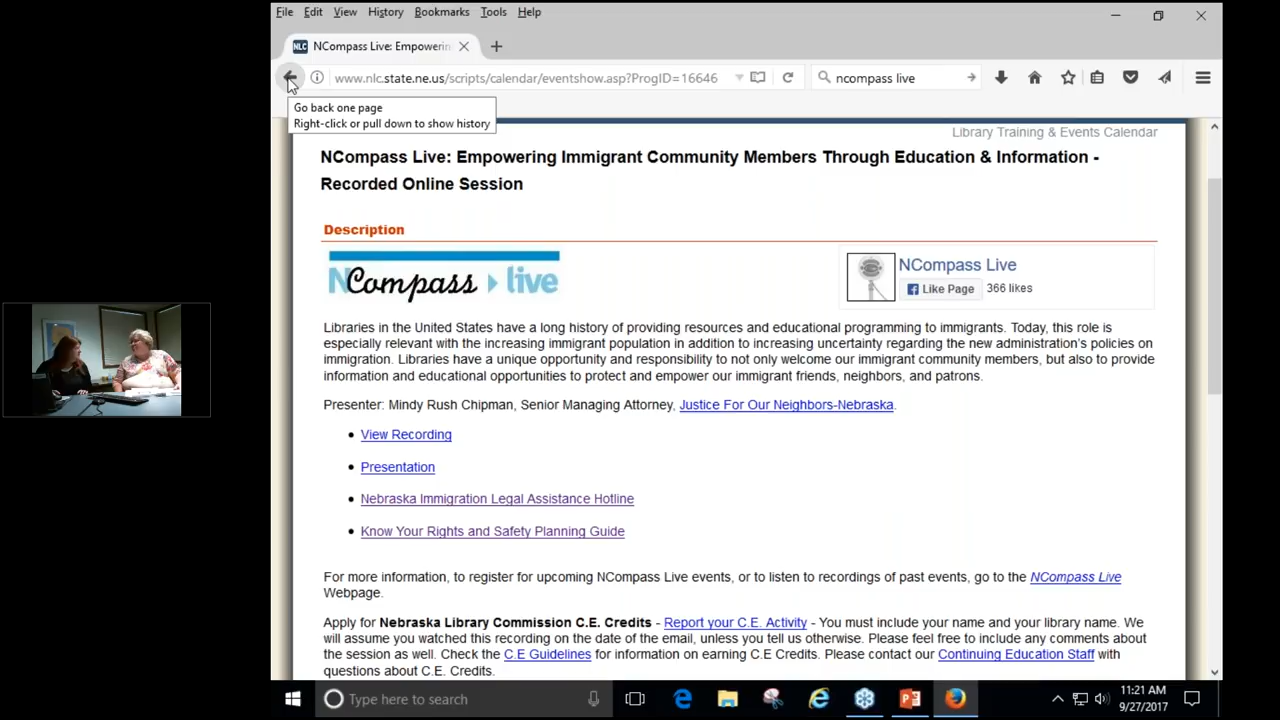 File Edit View History Bookmarks Tools Help
NLC NCompass Live: Empowerin
www.nlc.state.ne.us/scripts/calendar/eventshow.asp?ProgID=16646
ncompass live
Go back one page
Right-click or pull down to show history
Library Training & Events Calendar
NCompass Live: Empowering Immigrant Community Members Through Education & Information -
Recorded Online Session
Description
NCompass live
NCompass Live
Like Page 366 likes
Libraries in the United States have a long history of providing resources and educational programming to immigrants. Today, this role is
especially relevant with the increasing immigrant population in addition to increasing uncertainty regarding the new administration's policies on
immigration. Libraries have a unique opportunity and responsibility to not only welcome our immigrant community members, but also to provide
information and educational opportunities to protect and empower our immigrant friends, neighbors, and patrons.
Presenter: Mindy Rush Chipman, Senior Managing Attorney, Justice For Our Neighbors-Nebraska.
View Recording
Presentation
Nebraska Immigration Legal Assistance Hotline
Know Your Rights and Safety Planning Guide
For more information, to register for upcoming NCompass Live events, or to listen to recordings of past events, go to the NCompass Live
Webpage.
Apply for Nebraska Library Commission C.E. Credits - Report your C.E. Activity - You must include your name and your library name. We
will assume you watched this recording on the date of the email, unless you tell us otherwise. Please feel free to include any comments about
the session as well. Check the C.E Guidelines for information on earning C.E Credits. Please contact our Continuing Education Staff with
questions about C.E. Credits.
Type here to search
11:21 AM
9/27/2017